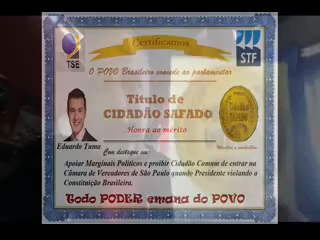 Certificamos
TSE
STF
O POVO Brasileiro concede ao parlamentar
Título de
CIDADÃO SAFADO
Honra ao mérito
Eduardo Tuma
Com destaque em:
Apoiar Marginais Políticos e proibir Cidadão Comum de entrar na
Câmara de Vereadores de São Paulo quando Presidente violando a
Constituição Brasileira.
Todo PODER emana do POVO